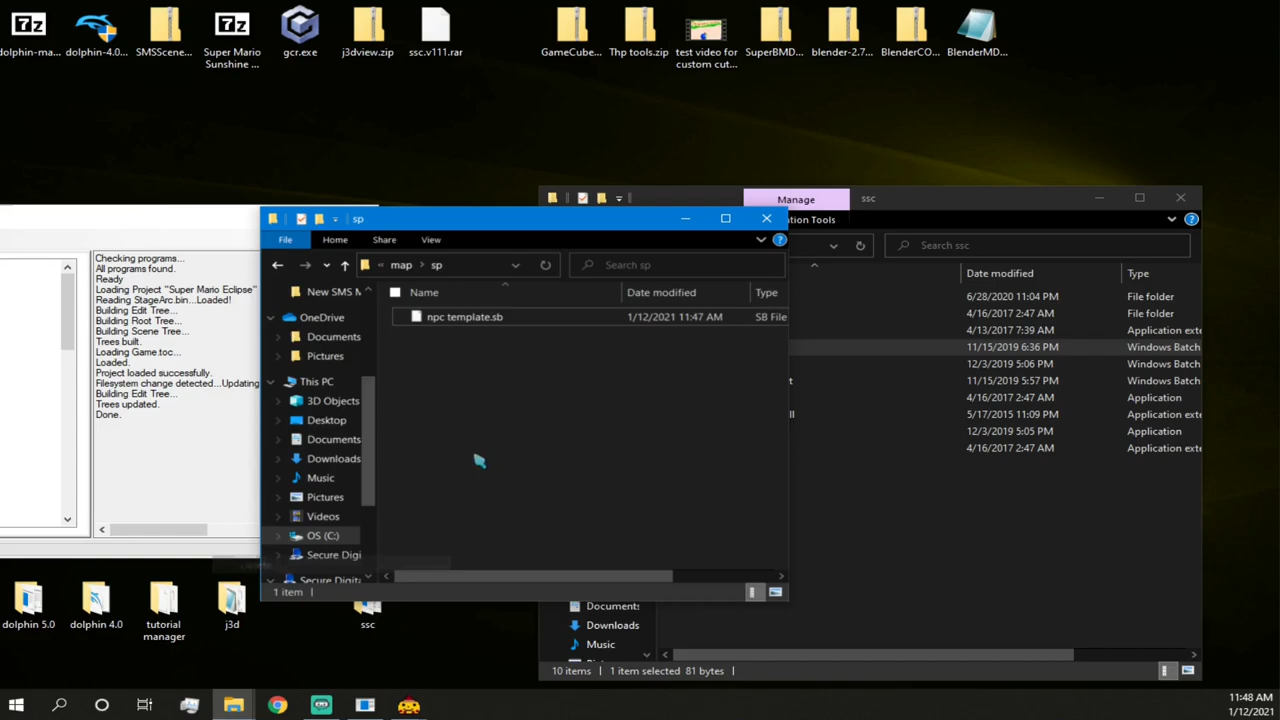 dolphin-ma...
dolphin-4.0...
SMSScene...
Super Mario
Sunshine ...
gcr.exe
j3dview.zip
ssc.v111.rar
GameCube...
Thp tools.zip
test video for
custom cut...
SuperBMD...
blender-2.7...
BlenderCO...
BlenderMD...
Manage
ssc
ation Tools
Search ssc
Date modified
Type
6/28/2020 11:04 PM
File folder
4/16/2017 2:47 AM
File folder
4/13/2017 7:39 AM
Application exte
11/15/2019 6:36 PM
Windows Batch
12/3/2019 5:06 PM
Windows Batch
11/15/2019 5:57 PM
Windows Batch
4/16/2017 2:47 AM
Application
5/17/2015 11:09 PM
Application exte
12/3/2019 5:05 PM
Application
4/16/2017 2:47 AM
Application exte
Documents
Downloads
Music
10 items
1 item selected 81 bytes
sp
File
Home
Share
View
« map › sp
Search sp
Name
Date modified
Type
npc template.sb
1/12/2021 11:47 AM
SB File
New SMS M
OneDrive
Documents
Pictures
This PC
3D Objects
Desktop
Documents
Downloads
Music
Pictures
Videos
OS (C:)
Secure Digi
Secure Digita
1 item
Checking programs...
All programs found.
Ready
Loading Project "Super Mario Eclipse"
Reading StageArc.bin...Loaded!
Building Edit Tree...
Building Root Tree...
Building Scene Tree...
Trees built.
Loading Game.toc...
Loaded.
Project loaded successfully.
Filesystem change detected...Updating
Building Edit Tree...
Trees updated.
Done.
dolphin 5.0
dolphin 4.0
tutorial
manager
j3d
ssc
11:48 AM
1/12/2021